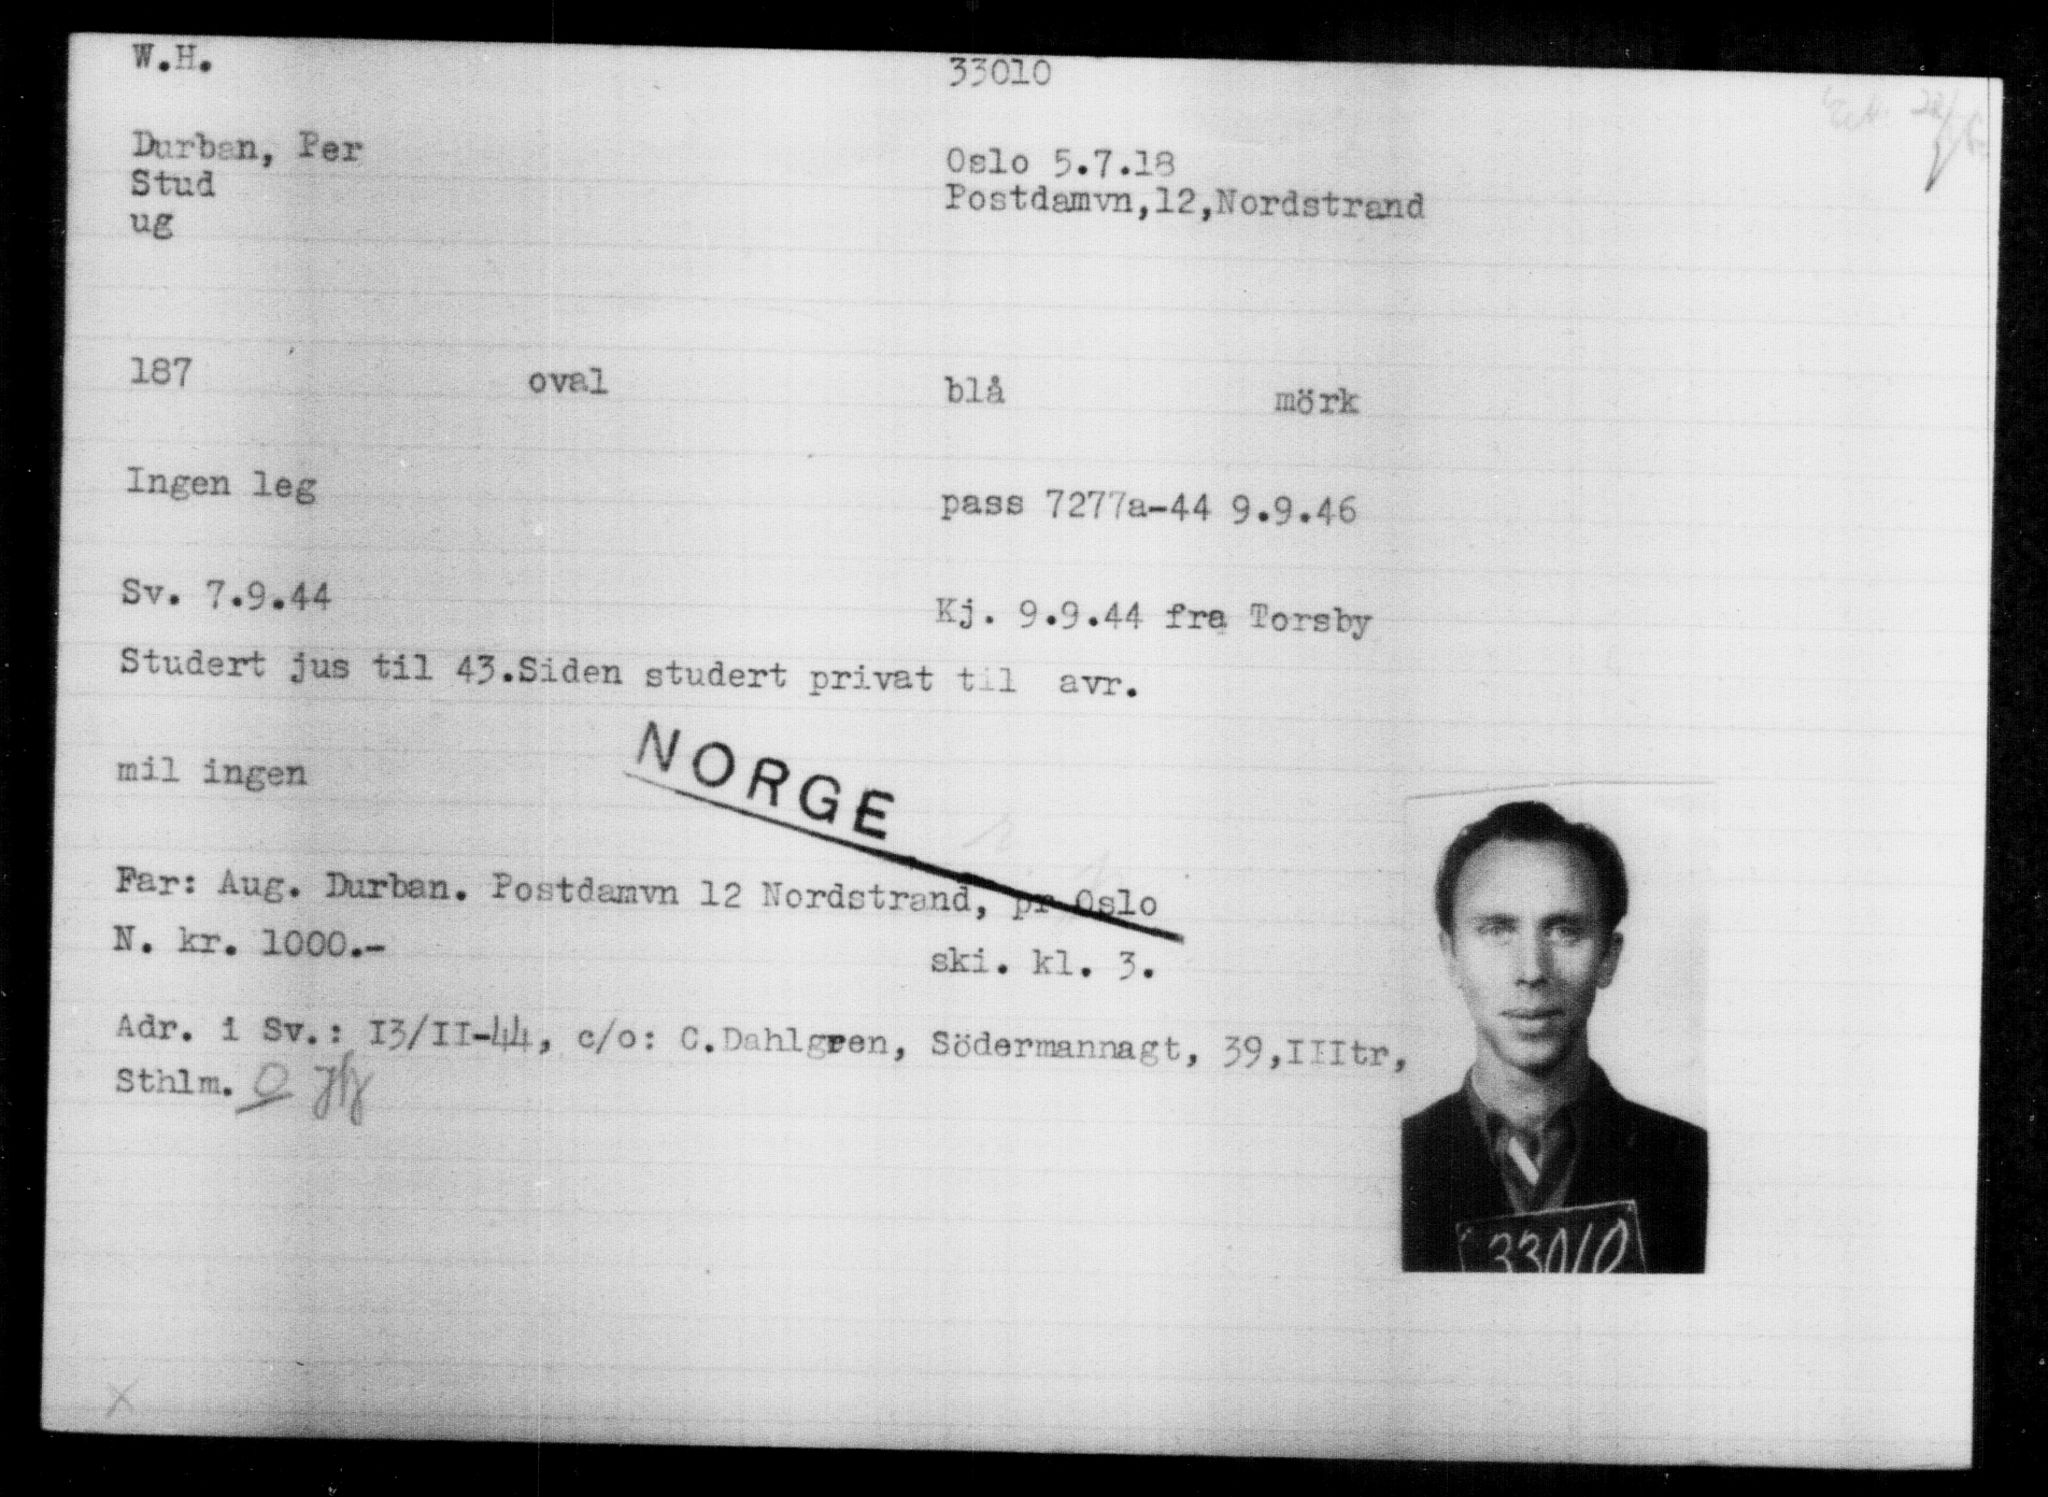 W.H. 33010
Durban, Per Oslo 5.7.18
Stud Postdamvn,12,Nordstrand
ug
187 oval blå mörk
Ingen leg pass 7277a-44 9.9.46
Sv. 7.9.44 Kj. 9.9.44 fra Torsby
Studert jus til 43.Siden studert privat til avr.
NORGE
mil ingen
Far: Aug. Durban. Postdamvn 12 Nordstrand, pr Oslo
N. kr. 1000.- ski. kl. 3.
Adr. i Sv.: I3/II-44, c/o: C.Dahlgren, Södermannagt, 39,IIItr,
Sthlm.
33010